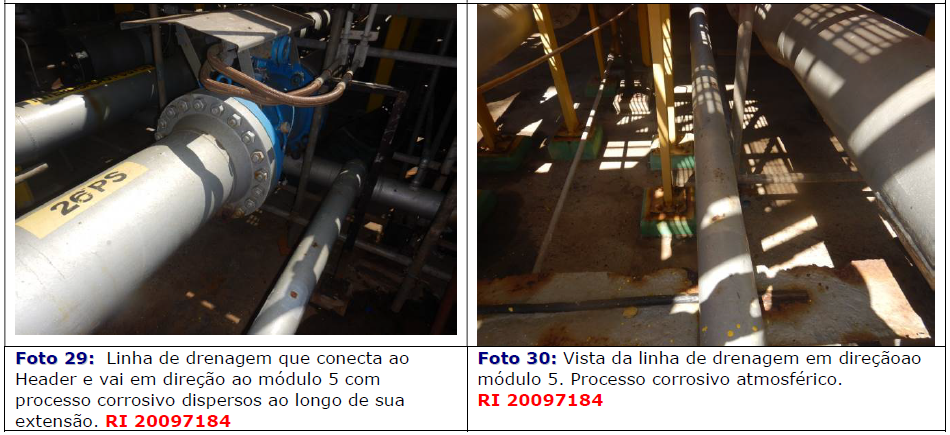 26 PS
Foto 29: Linha de drenagem que conecta ao
Header e vai em direção ao módulo 5 com
processo corrosivo dispersos ao longo de sua
extensão. RI 20097184
Foto 30: Vista da linha de drenagem em direçãoao
módulo 5. Processo corrosivo atmosférico.
RI 20097184